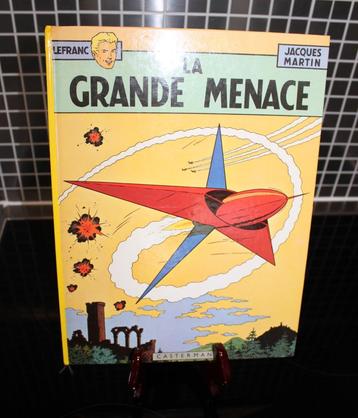 LEFRANC
JACQUES
MARTIN
LA
GRANDE MENACE
CASTERMAN